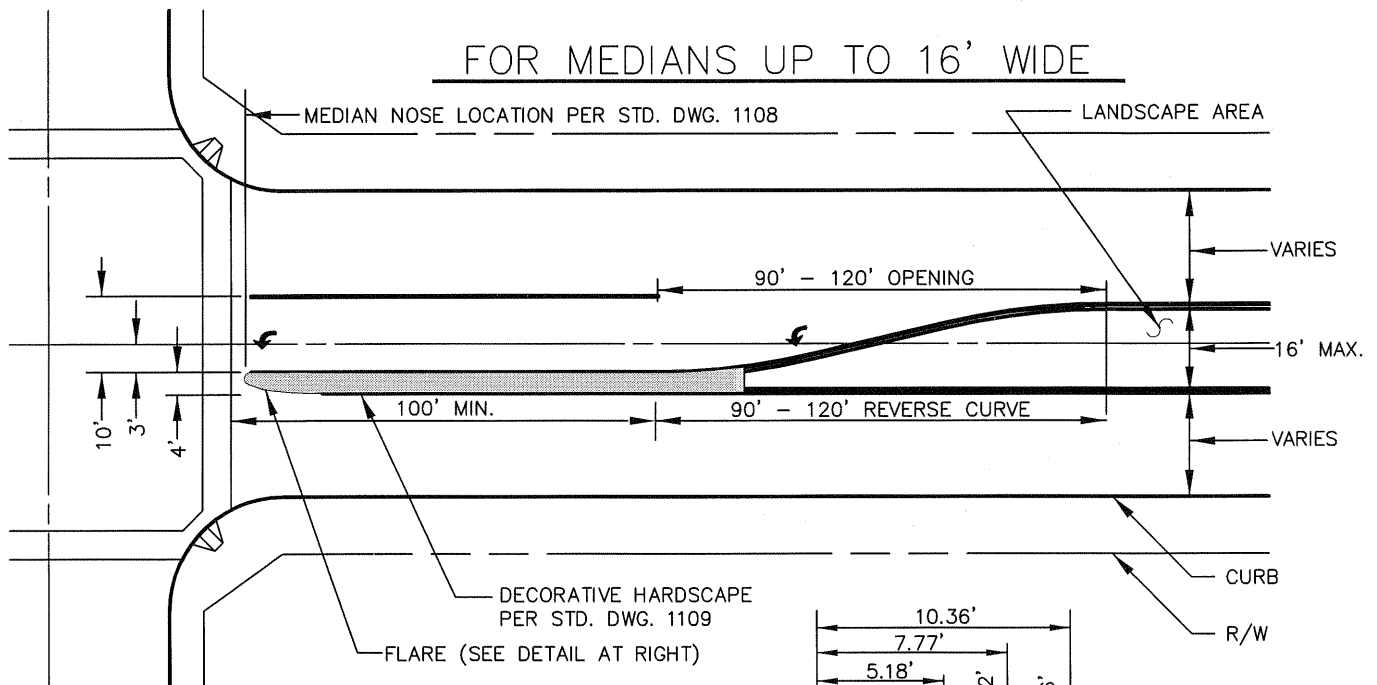 FOR MEDIANS UP TO 16' WIDE
MEDIAN NOSE LOCATION PER STD. DWG. 1108
LANDSCAPE AREA
VARIES
90' – 120' OPENING
16' MAX.
10'
3'
4'
100' MIN.
90' – 120' REVERSE CURVE
VARIES
CURB
DECORATIVE HARDSCAPE
PER STD. DWG. 1109
R/W
FLARE (SEE DETAIL AT RIGHT)
10.36'
7.77'
5.18'